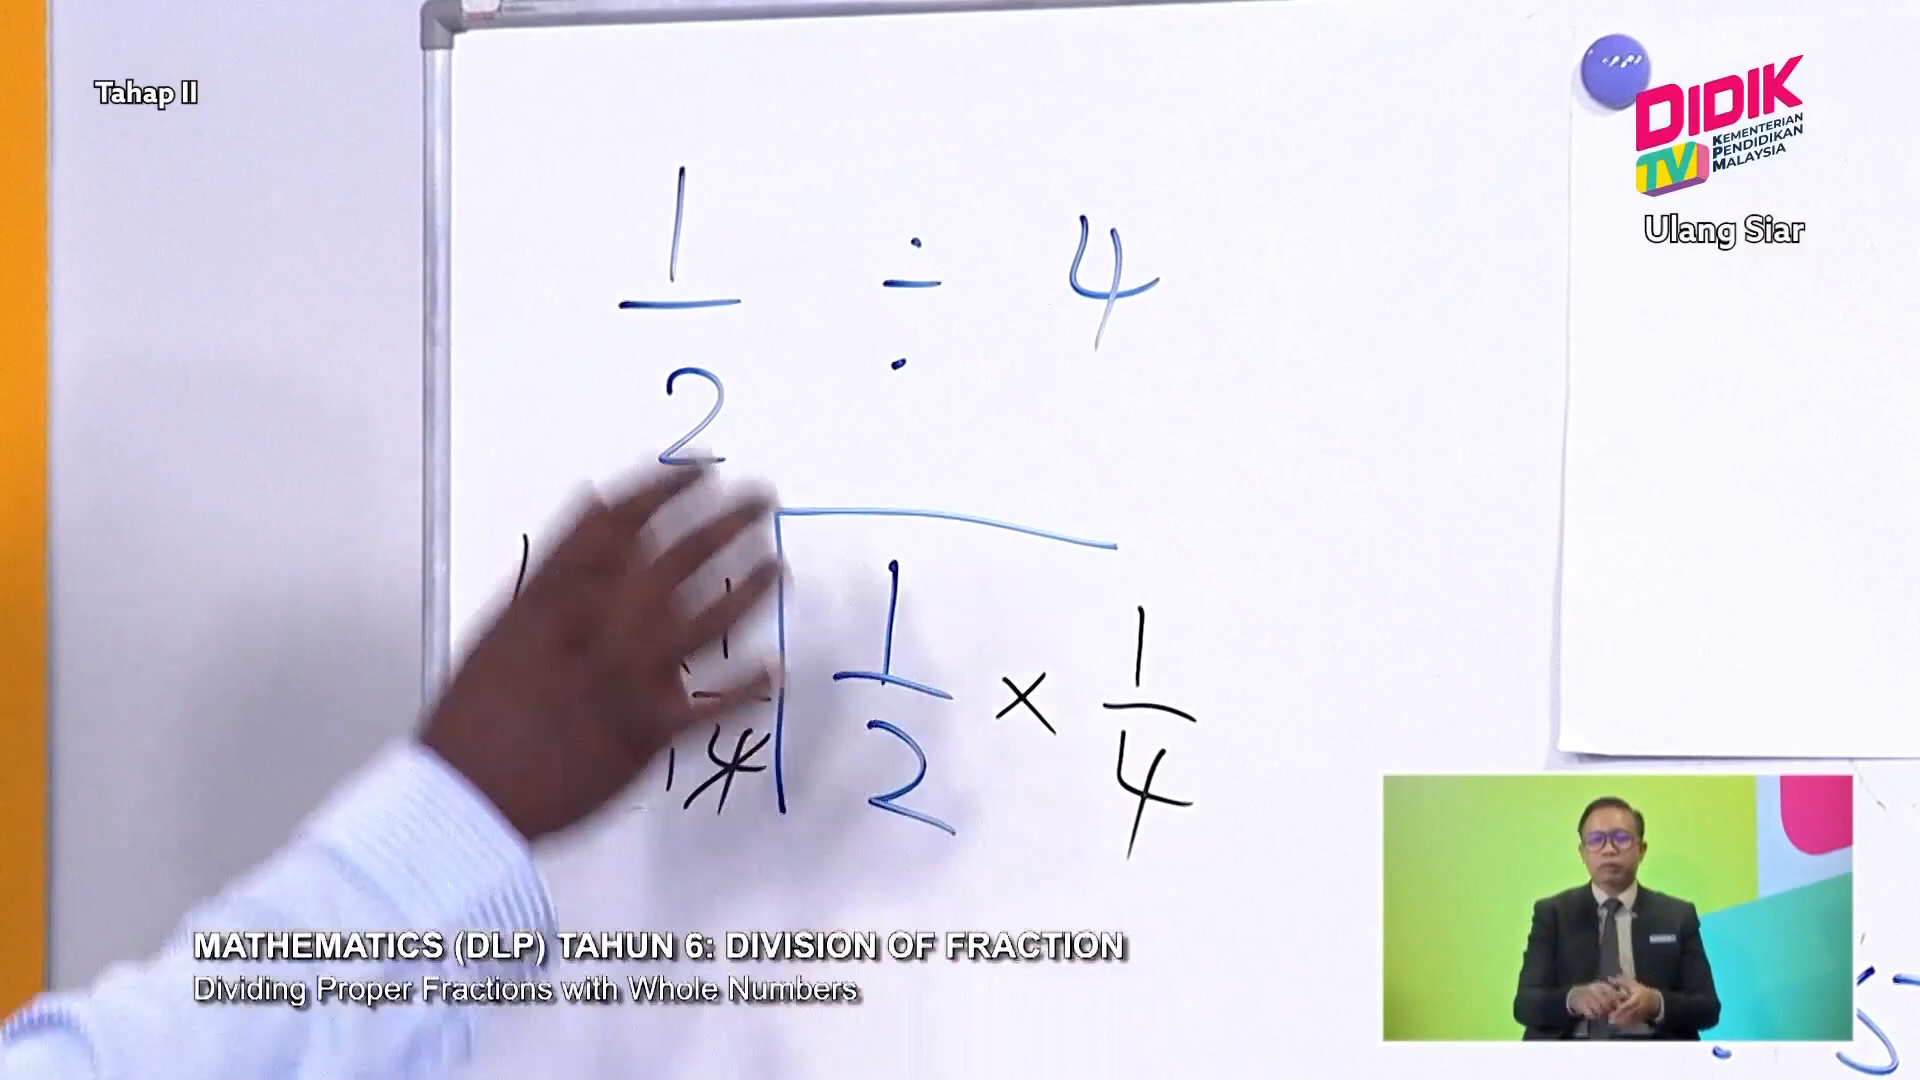 Tahap II
DIDIK
TV
KEMENTERIAN
PENDIDIKAN
MALAYSIA
Ulang Siar
1/2 ÷ 4
1/2 × 1/4
MATHEMATICS (DLP) TAHUN 6: DIVISION OF FRACTION
Dividing Proper Fractions with Whole Numbers